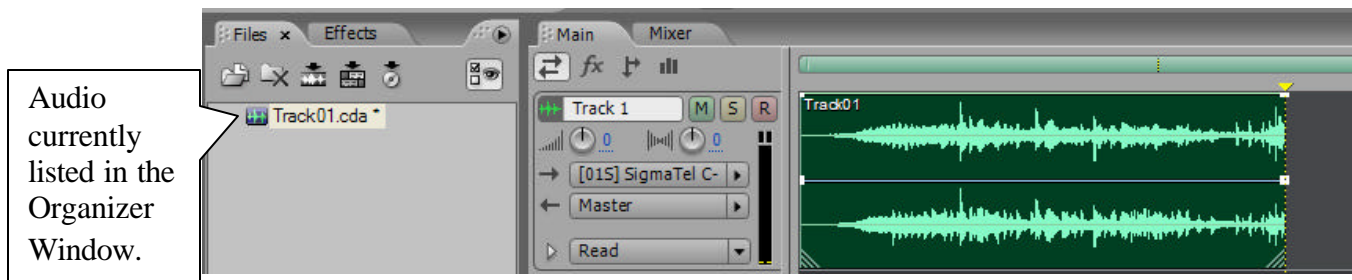 Audio
currently
listed in the
Organizer
Window.
Files x Effects
Track01.cda *
Main Mixer
fx
Track 1 M S R
0 0
[01S] SigmaTel C-
Master
Read
Track01